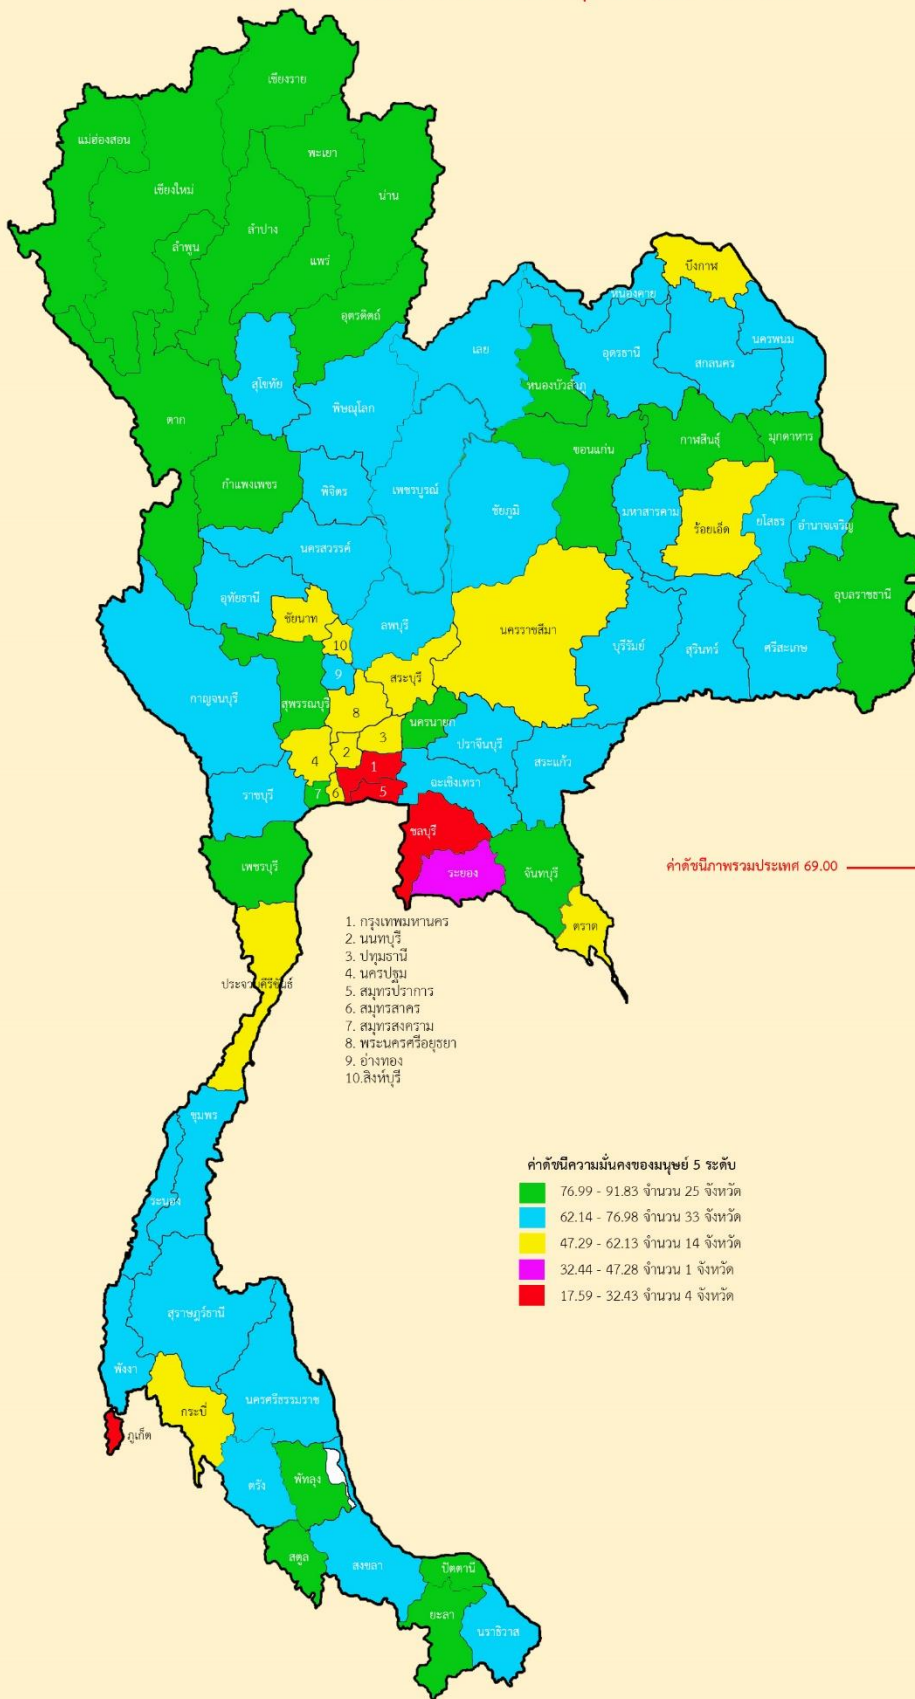 เชียงราย
แม่ฮ่องสอน
พะเยา
เชียงใหม่
น่าน
ลำปาง
ลำพูน
แพร่
บึงกาฬ
อุตรดิตถ์
หนองคาย
นครพนม
เลย
อุดรธานี
สกลนคร
สุโขทัย
หนองบัวลำภู
พิษณุโลก
ตาก
ขอนแก่น
กาฬสินธุ์
มุกดาหาร
กำแพงเพชร
พิจิตร
เพชรบูรณ์
ชัยภูมิ
มหาสารคาม
ร้อยเอ็ด
ยโสธร
อำนาจเจริญ
นครสวรรค์
อุบลราชธานี
อุทัยธานี
ชัยนาท
ลพบุรี
นครราชสีมา
บุรีรัมย์
สุรินทร์
ศรีสะเกษ
10
9
สระบุรี
กาญจนบุรี
สุพรรณบุรี
8
นครนายก
3
2
ปราจีนบุรี
4
1
สระแก้ว
ฉะเชิงเทรา
ราชบุรี
7
6
5
ชลบุรี
เพชรบุรี
ระยอง
จันทบุรี
ค่าดัชนีภาพรวมประเทศ 69.00
ตราด
1. กรุงเทพมหานคร
2. นนทบุรี
3. ปทุมธานี
4. นครปฐม
5. สมุทรปราการ
6. สมุทรสาคร
7. สมุทรสงคราม
8. พระนครศรีอยุธยา
9. อ่างทอง
10.สิงห์บุรี
ประจวบคีรีขันธ์
ชุมพร
ระนอง
ค่าดัชนีความมั่นคงของมนุษย์ 5 ระดับ
76.99 - 91.83 จำนวน 25 จังหวัด
62.14 - 76.98 จำนวน 33 จังหวัด
47.29 - 62.13 จำนวน 14 จังหวัด
32.44 - 47.28 จำนวน 1 จังหวัด
17.59 - 32.43 จำนวน 4 จังหวัด
สุราษฎร์ธานี
พังงา
นครศรีธรรมราช
กระบี่
ภูเก็ต
ตรัง
พัทลุง
สตูล
สงขลา
ปัตตานี
ยะลา
นราธิวาส